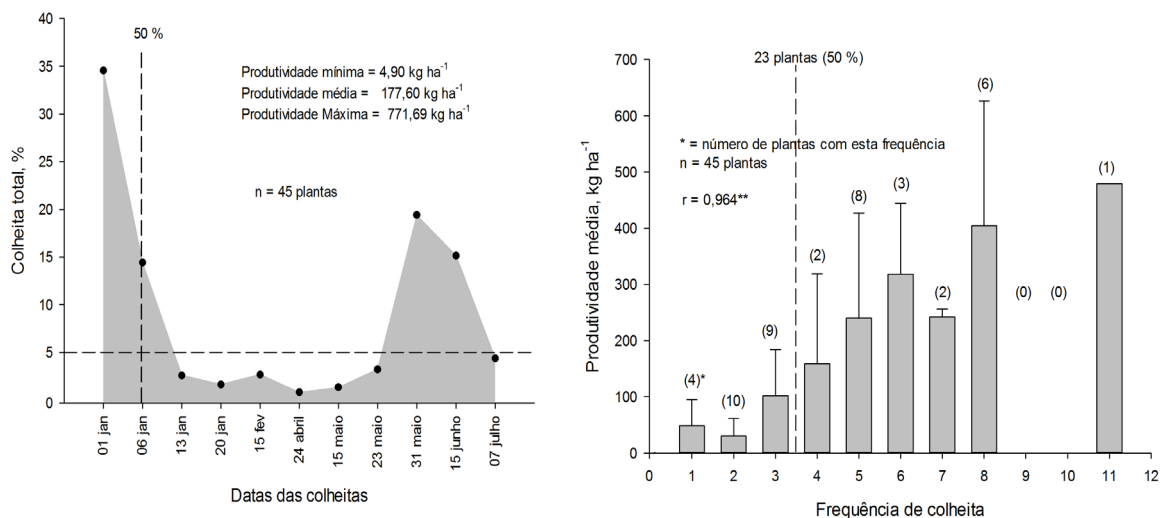 40
35
30
25
20
15
10
5
0
Colheita total, %
50 %
Produtividade mínima = 4,90 kg ha⁻¹
Produtividade média = 177,60 kg ha⁻¹
Produtividade Máxima = 771,69 kg ha⁻¹
n = 45 plantas
01 jan
06 jan
13 jan
20 jan
15 fev
24 abril
15 maio
23 maio
31 maio
15 junho
07 julho
Datas das colheitas
700
600
500
400
300
200
100
0
Produtividade média, kg ha⁻¹
23 plantas (50 %)
* = número de plantas com esta frequência
n = 45 plantas
r = 0,964**
(4)*
(10)
(9)
(2)
(8)
(3)
(2)
(6)
(0)
(0)
(1)
0 1 2 3 4 5 6 7 8 9 10 11 12
Frequência de colheita